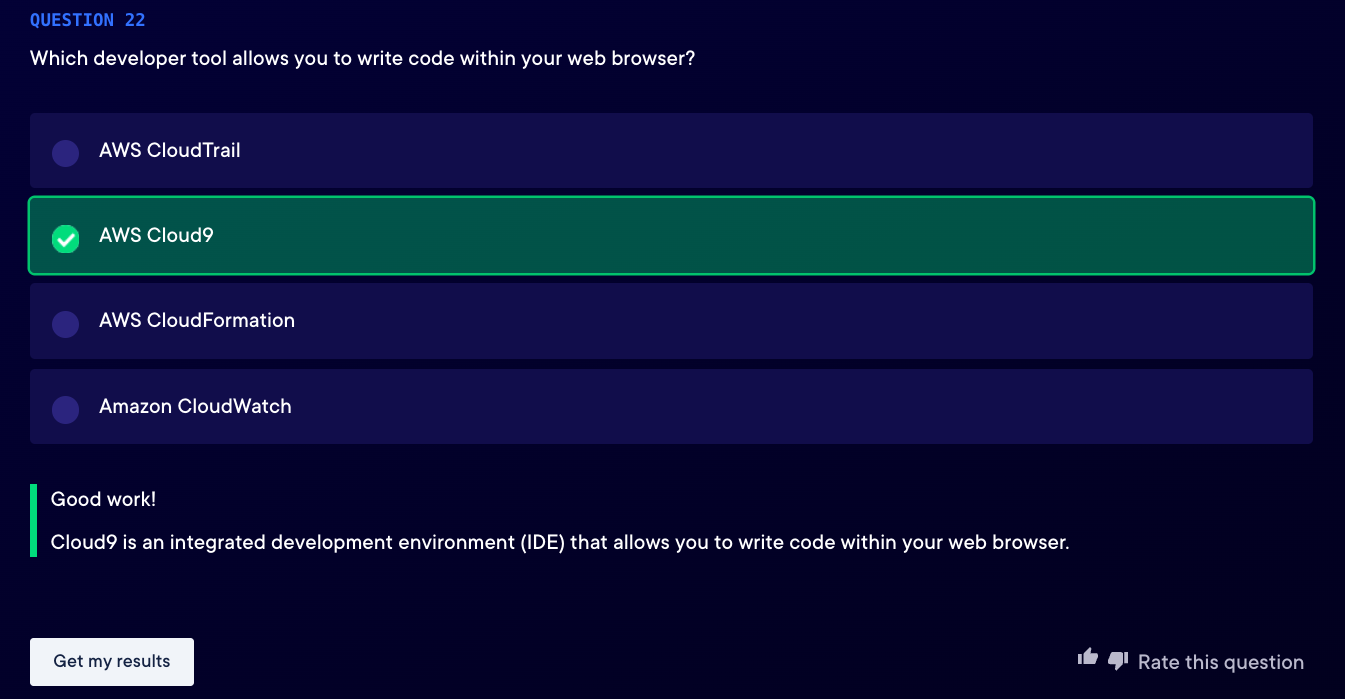 QUESTION 22
Which developer tool allows you to write code within your web browser?
AWS CloudTrail
AWS Cloud9
AWS CloudFormation
Amazon CloudWatch
Good work!
Cloud9 is an integrated development environment (IDE) that allows you to write code within your web browser.
Get my results
Rate this question